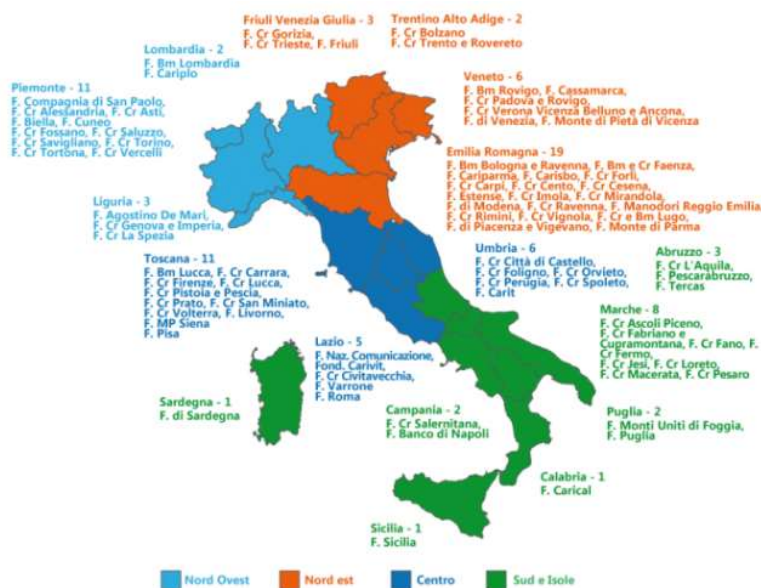 Friuli Venezia Giulia - 3
F. Cr Gorizia,
F. Cr Trieste, F. Friuli
Trentino Alto Adige - 2
F. Cr Bolzano
F. Cr Trento e Rovereto
Lombardia - 2
F. Bm Lombardia
F. Cariplo
Piemonte - 11
F. Compagnia di San Paolo,
F. Cr Alessandria, F. Cr Asti,
F. Biella, F. Cuneo
F. Cr Fossano, F. Cr Saluzzo,
F. Cr Savigliano, F. Cr Torino,
F. Cr Tortona, F. Cr Vercelli
Veneto - 6
F. Bm Rovigo, F. Cassamarca,
F. Cr Padova e Rovigo,
F. Cr Verona Vicenza Belluno e Ancona,
F. di Venezia, F. Monte di Pietà di Vicenza
Emilia Romagna - 19
F. Bm Bologna e Ravenna, F. Bm e Cr Faenza,
F. Cariparma, F. Carisbo, F. Cr Forlì,
F. Cr Carpi, F. Cr Cento, F. Cr Cesena,
F. Estense, F. Cr Imola, F. Cr Mirandola,
F. di Modena, F. Cr Ravenna, F. Manodori Reggio Emilia,
F. Cr Rimini, F. Cr Vignola, F. Cr e Bm Lugo,
F. di Piacenza e Vigevano, F. Monte di Parma
Liguria - 3
F. Agostino De Mari,
F. Cr Genova e Imperia,
F. Cr La Spezia
Toscana - 11
F. Bm Lucca, F. Cr Carrara,
F. Cr Firenze, F. Cr Lucca,
F. Cr Pistoia e Pescia,
F. Cr Prato, F. Cr San Miniato,
F. Cr Volterra, F. Livorno,
F. MP Siena
F. Pisa
Umbria - 6
F. Cr Città di Castello,
F. Cr Foligno, F. Cr Orvieto,
F. Cr Perugia, F. Cr Spoleto,
F. Carit
Abruzzo - 3
F. Cr L'Aquila,
F. Pescarabruzzo,
F. Tercas
Marche - 8
F. Cr Ascoli Piceno,
F. Cr Fabriano e
Cupramontana, F. Cr Fano, F.
Cr Fermo,
F. Cr Jesi, F. Cr Loreto,
F. Cr Macerata, F. Cr Pesaro
Lazio - 5
F. Naz. Comunicazione,
Fond. Carivit,
F. Cr Civitavecchia,
F. Varrone
F. Roma
Sardegna - 1
F. di Sardegna
Campania - 2
F. Cr Salernitana,
F. Banco di Napoli
Puglia - 2
F. Monti Uniti di Foggia,
F. Puglia
Calabria - 1
F. Carical
Sicilia - 1
F. Sicilia
Nord Ovest
Nord est
Centro
Sud e Isole